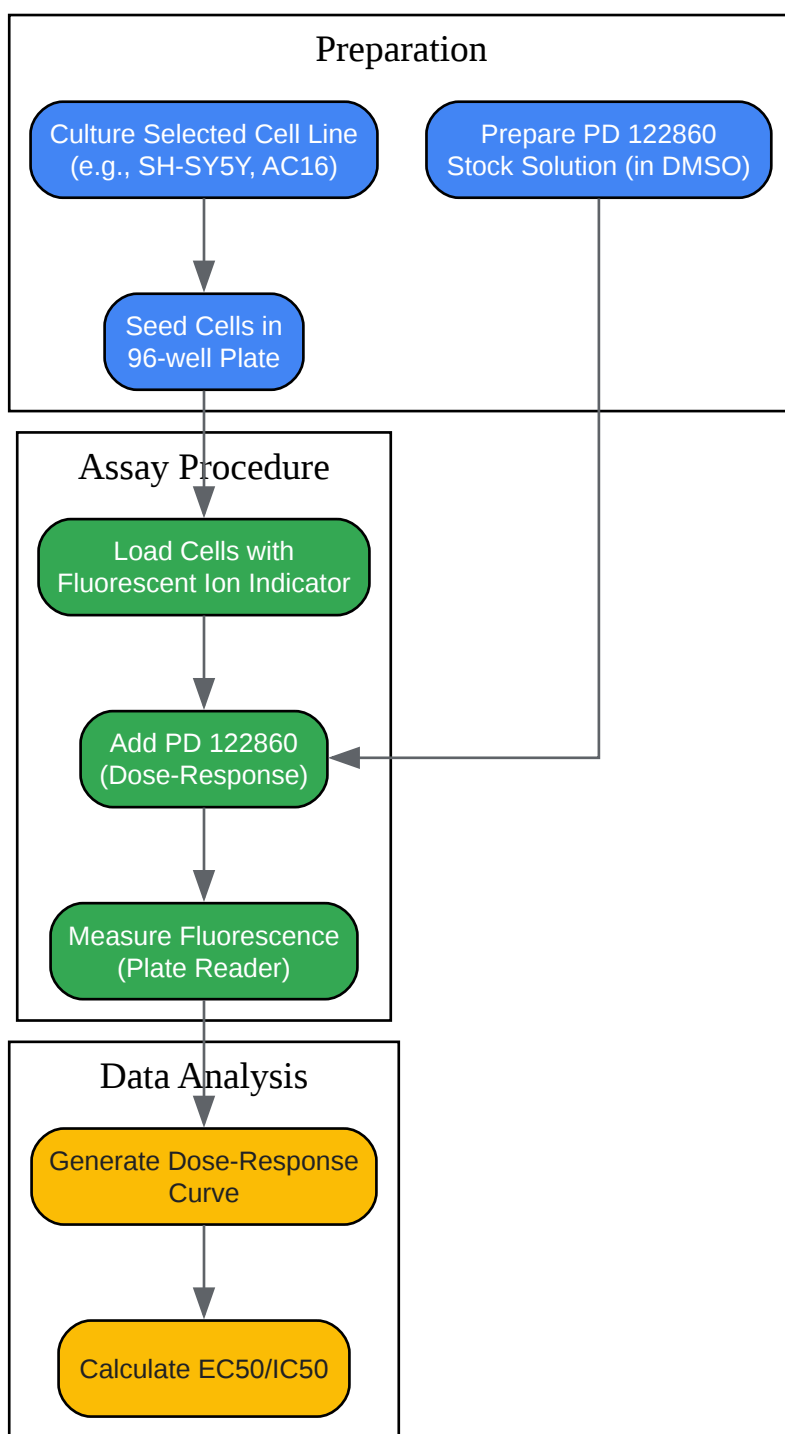 Preparation
Culture Selected Cell Line
(e.g., SH-SY5Y, AC16)
Prepare PD 122860
Stock Solution (in DMSO)
Seed Cells in
96-well Plate
Assay Procedure
Load Cells with
Fluorescent Ion Indicator
Add PD 122860
(Dose-Response)
Measure Fluorescence
(Plate Reader)
Data Analysis
Generate Dose-Response
Curve
Calculate EC50/IC50